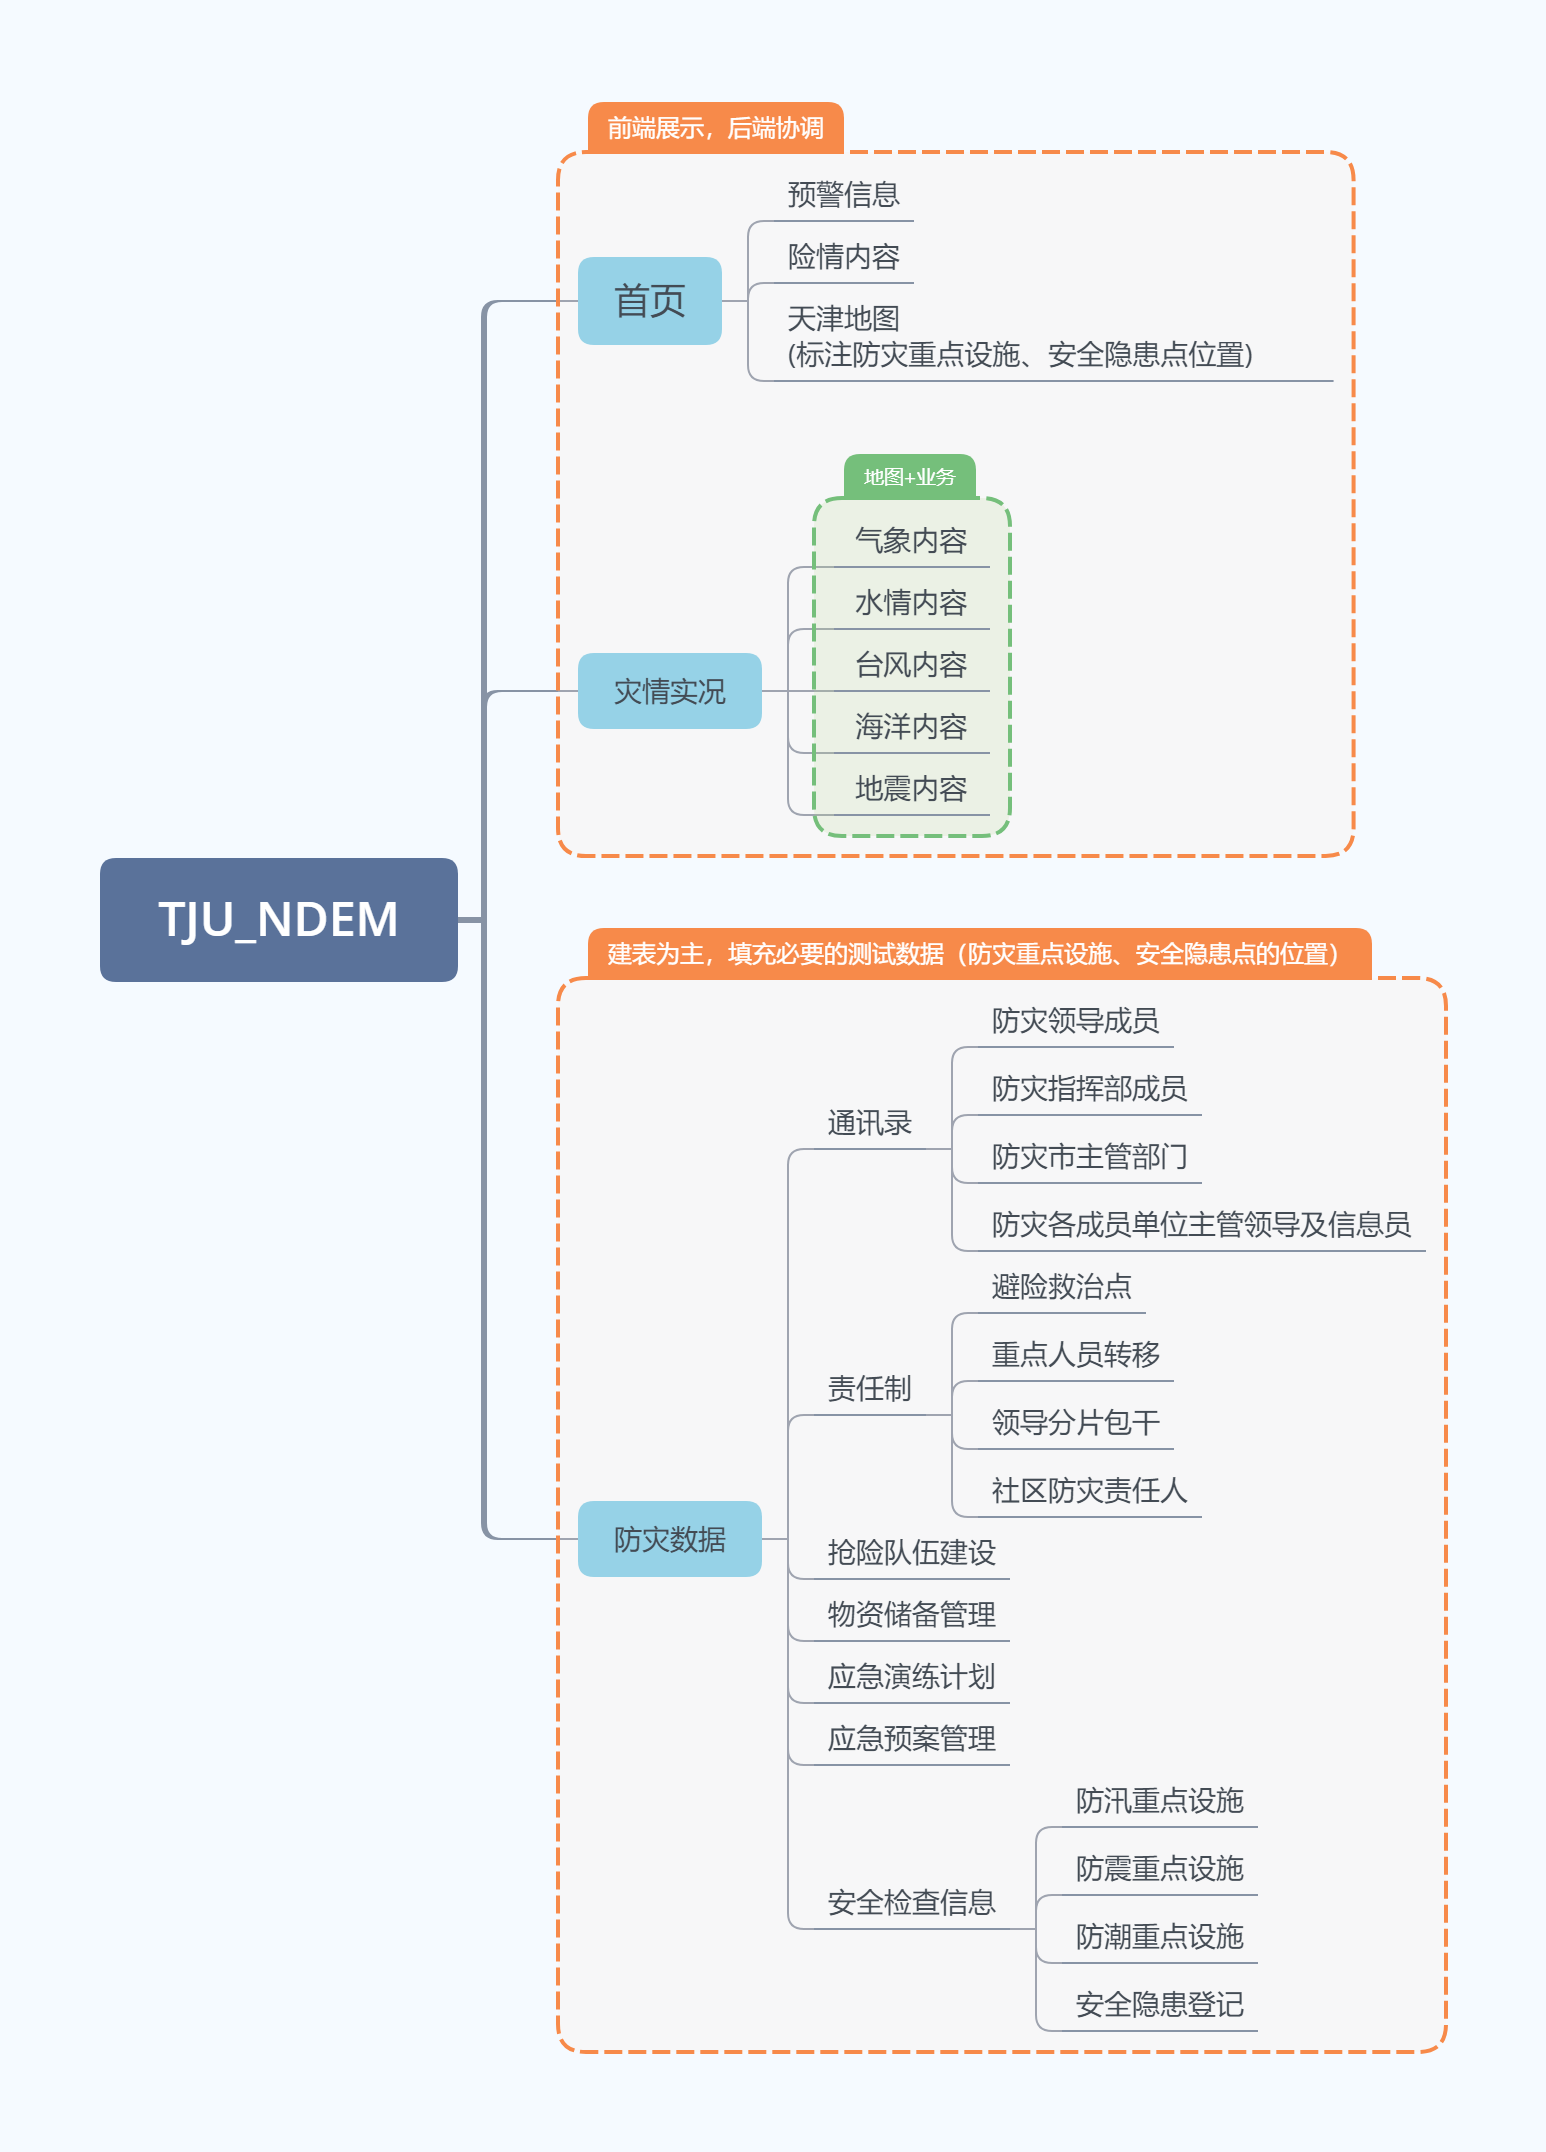 前端展示，后端协调
预警信息
险情内容
首页
天津地图
(标注防灾重点设施、安全隐患点位置)
地图+业务
气象内容
水情内容
台风内容
灾情实况
海洋内容
地震内容
TJU_NDEM
建表为主，填充必要的测试数据（防灾重点设施、安全隐患点的位置）
防灾领导成员
防灾指挥部成员
通讯录
防灾市主管部门
防灾各成员单位主管领导及信息员
避险救治点
重点人员转移
责任制
领导分片包干
社区防灾责任人
防灾数据
抢险队伍建设
物资储备管理
应急演练计划
应急预案管理
防汛重点设施
防震重点设施
安全检查信息
防潮重点设施
安全隐患登记